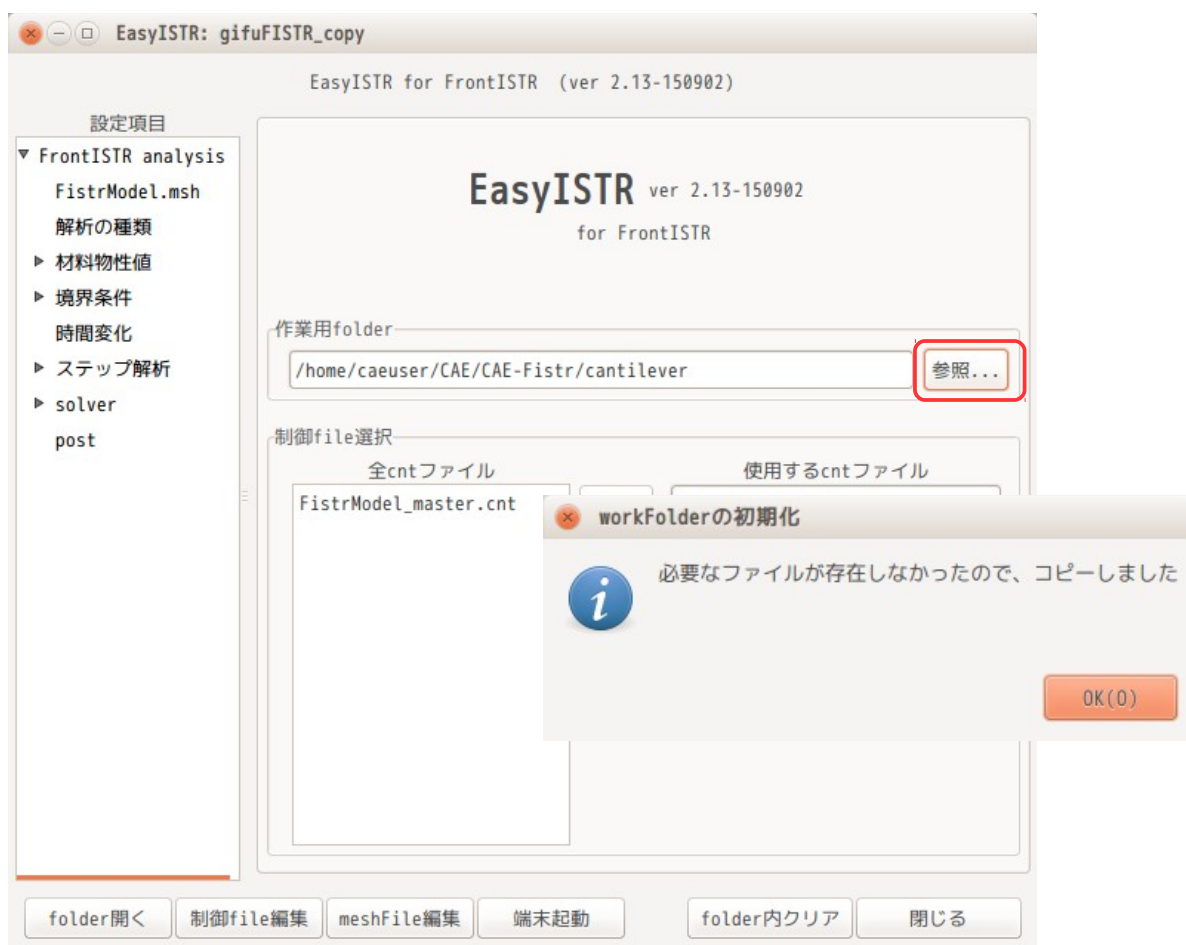 EasyISTR: gifuFISTR_copy
EasyISTR for FrontISTR (ver 2.13-150902)
設定項目
FrontISTR analysis
FistrModel.msh
解析の種類
材料物性値
境界条件
時間変化
ステップ解析
solver
post
EasyISTR ver 2.13-150902
for FrontISTR
作業用folder
/home/caeuser/CAE/CAE-Fistr/cantilever
参照...
制御file選択
全cntファイル
使用するcntファイル
FistrModel_master.cnt
workFolderの初期化
必要なファイルが存在しなかったので、コピーしました
OK(O)
folder開く
制御file編集
meshFile編集
端末起動
folder内クリア
閉じる